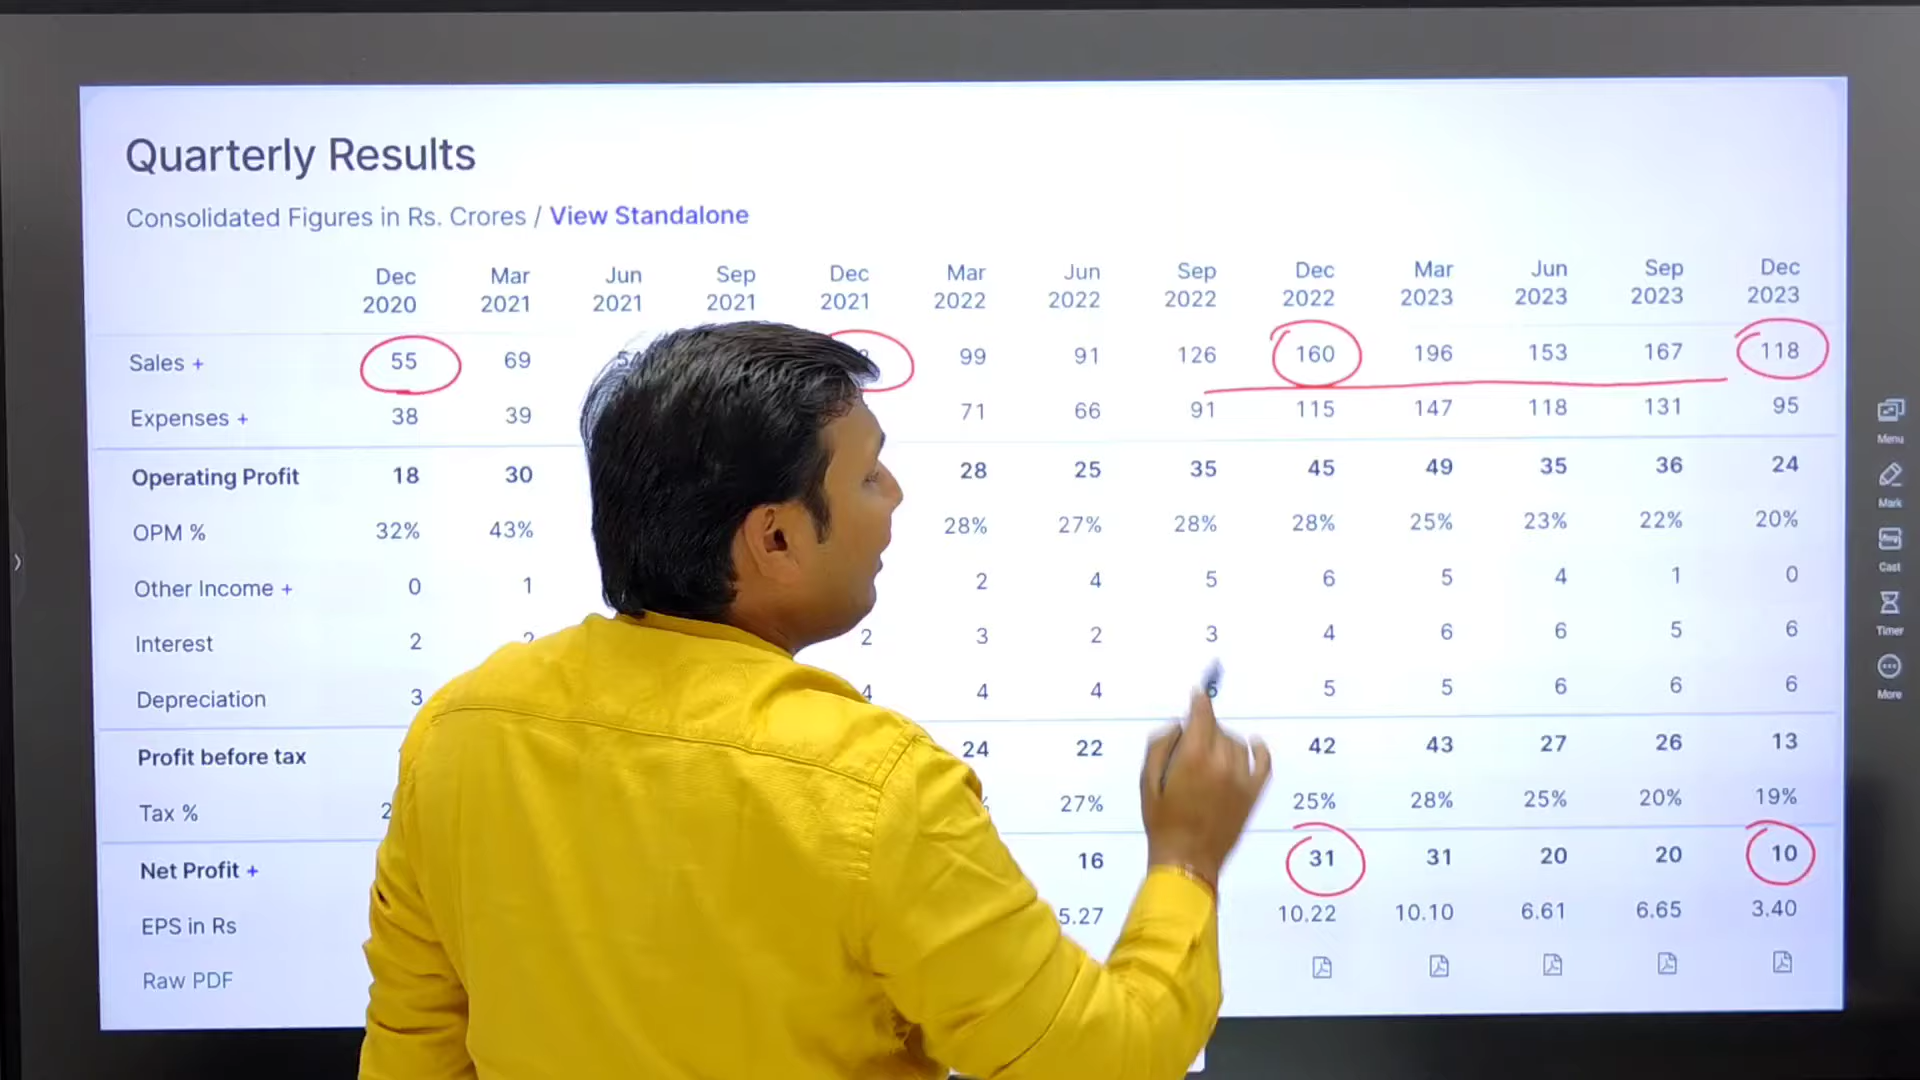 Quarterly Results
Consolidated Figures in Rs. Crores / View Standalone
Dec Mar Jun Sep Dec Mar Jun Sep Dec Mar Jun Sep Dec
2020 2021 2021 2021 2021 2022 2022 2022 2022 2023 2023 2023 2023
Sales + 55 69 99 91 126 160 196 153 167 118
Expenses + 38 39 71 66 91 115 147 118 131 95
Operating Profit 18 30 28 25 35 45 49 35 36 24
OPM % 32% 43% 28% 27% 28% 28% 25% 23% 22% 20%
Other Income + 0 1 2 4 5 6 5 4 1 0
Interest 2 2 2 3 2 3 4 6 6 5 6
Depreciation 3 4 4 4 5 5 6 6 6
Profit before tax 24 22 42 43 27 26 13
Tax % 27% 25% 28% 25% 20% 19%
Net Profit + 16 31 31 20 20 10
EPS in Rs 5.27 10.22 10.10 6.61 6.65 3.40
Raw PDF
Menu
Mark
Cast
Timer
More